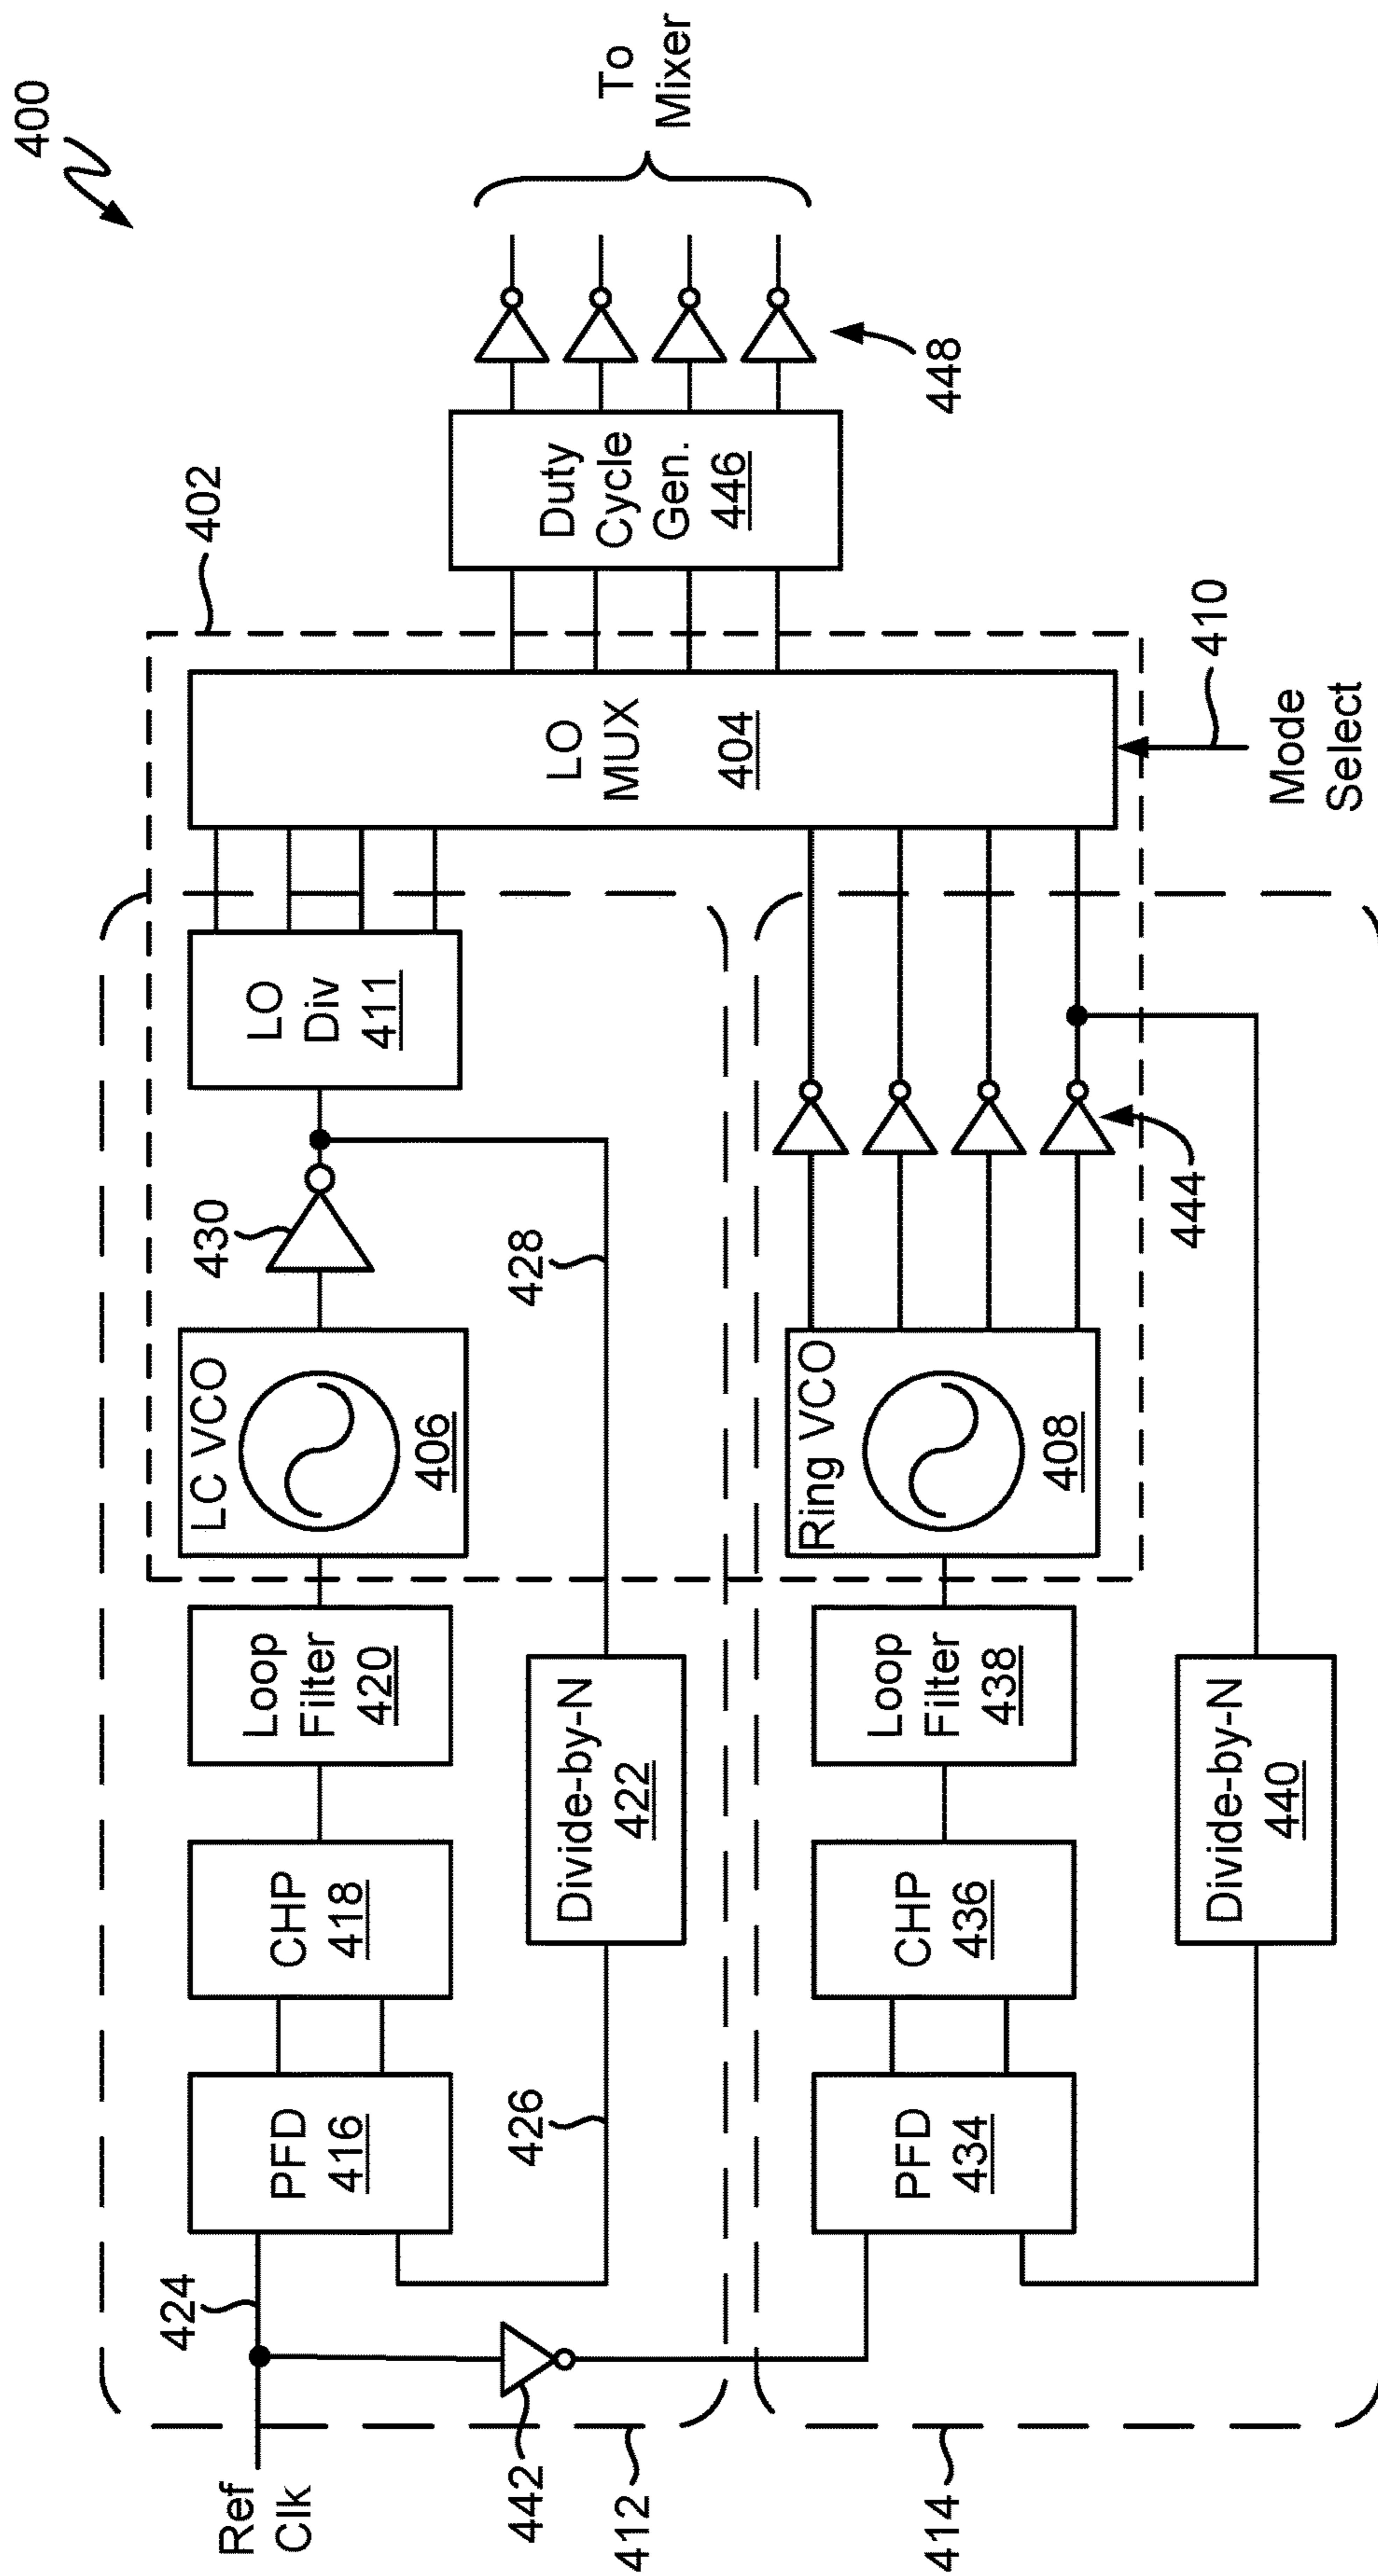 400
402
424
Ref
Clk
PFD
416
CHP
418
Loop
Filter
420
LC VCO
406
430
LO
Div
411
LO
MUX
404
Duty
Cycle
Gen.
446
448
To
Mixer
442
412
426
Divide-by-N
422
428
414
PFD
434
CHP
436
Loop
Filter
438
Ring VCO
408
444
410
Mode
Select
Divide-by-N
440